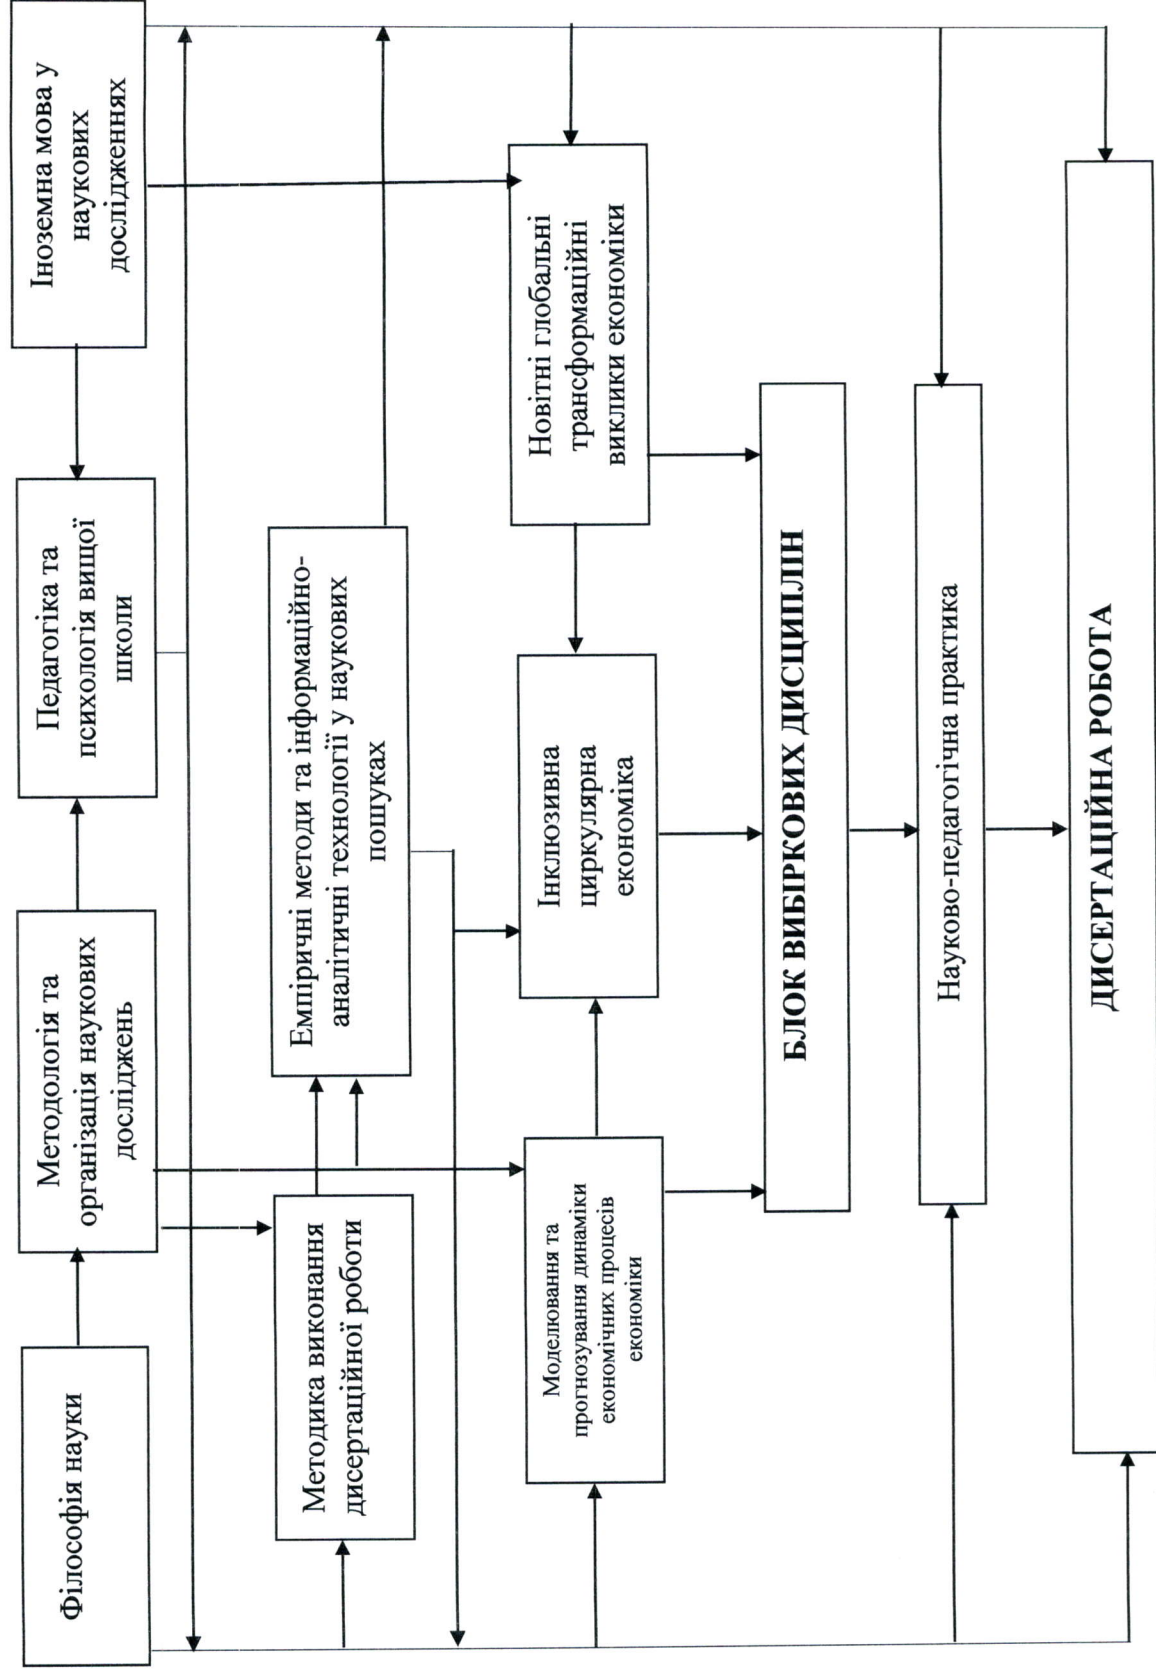 Філософія науки
Методологія та
організація наукових
досліджень
Педагогіка та
психологія вищої
школи
Іноземна мова у
наукових
дослідженнях
Методика виконання
дисертаційної роботи
Емпіричні методи та інформаційно-
аналітичні технології у наукових
пошуках
Моделювання та
прогнозування динаміки
економічних процесів
економіки
Інклюзивна
циркулярна
економіка
Новітні глобальні
трансформаційні
виклики економіки
БЛОК ВИБІРКОВИХ ДИСЦИПЛІН
Науково-педагогічна практика
ДИСЕРТАЦІЙНА РОБОТА